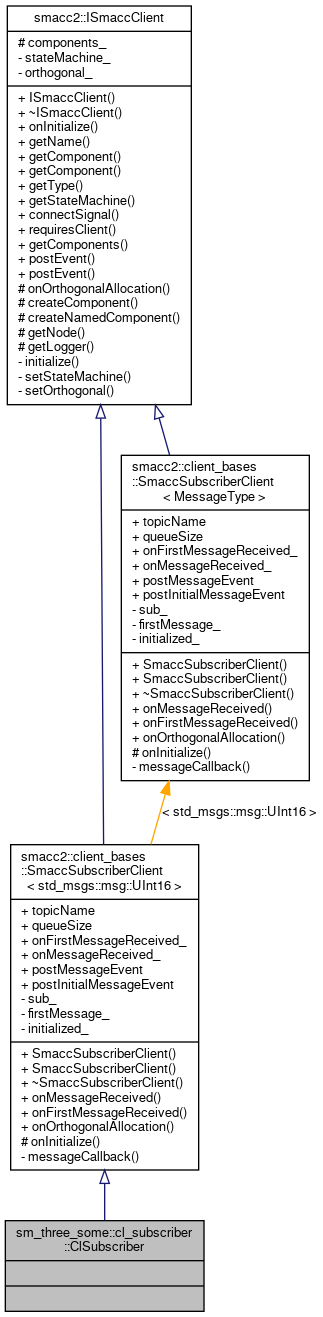 smacc2::ISmaccClient
# components_
- stateMachine_
- orthogonal_
+ ISmaccClient()
+ ~ISmaccClient()
+ onInitialize()
+ getName()
+ getComponent()
+ getComponent()
+ getType()
+ getStateMachine()
+ connectSignal()
+ requiresClient()
+ getComponents()
+ postEvent()
+ postEvent()
# onOrthogonalAllocation()
# createComponent()
# createNamedComponent()
# getNode()
# getLogger()
- initialize()
- setStateMachine()
- setOrthogonal()
smacc2::client_bases
::SmaccSubscriberClient
< MessageType >
+ topicName
+ queueSize
+ onFirstMessageReceived_
+ onMessageReceived_
+ postMessageEvent
+ postInitialMessageEvent
- sub_
- firstMessage_
- initialized_
+ SmaccSubscriberClient()
+ SmaccSubscriberClient()
+ ~SmaccSubscriberClient()
+ onMessageReceived()
+ onFirstMessageReceived()
+ onOrthogonalAllocation()
# onInitialize()
- messageCallback()
< std_msgs::msg::UInt16 >
smacc2::client_bases
::SmaccSubscriberClient
< std_msgs::msg::UInt16 >
+ topicName
+ queueSize
+ onFirstMessageReceived_
+ onMessageReceived_
+ postMessageEvent
+ postInitialMessageEvent
- sub_
- firstMessage_
- initialized_
+ SmaccSubscriberClient()
+ SmaccSubscriberClient()
+ ~SmaccSubscriberClient()
+ onMessageReceived()
+ onFirstMessageReceived()
+ onOrthogonalAllocation()
# onInitialize()
- messageCallback()
sm_three_some::cl_subscriber
::ClSubscriber